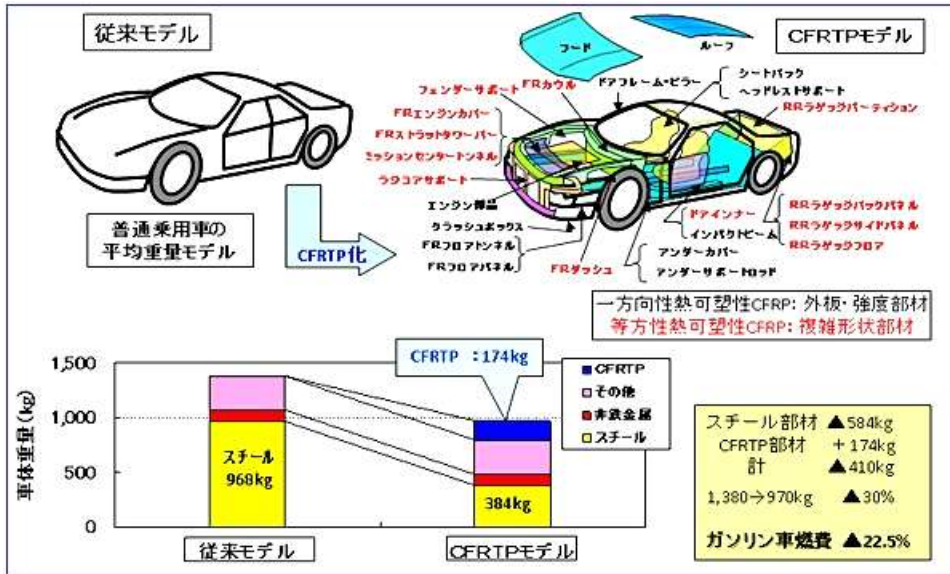 従来モデル
CFRTPモデル
フード
ルーフ
フェンダーサポート
FRカウル
ドアフレーム・ピラー
シートバック
ヘッドレストサポート
RRラゲッジパーティション
FRエンジンカバー
FRストラットタワーバー
ミッションセンタートンネル
ラジコアサポート
エンジン部品
クラッシュボックス
FRフロアトンネル
FRフロアパネル
FRダッシュ
ドアインナー
インパクトビーム
アンダーカバー
アンダーサポートロッド
RRラゲッジバックパネル
RRラゲッジサイドパネル
RRラゲッジフロア
普通乗用車の
平均重量モデル
CFRTP化
一方向性熱可塑性CFRP: 外板・強度部材
等方性熱可塑性CFRP: 複雑形状部材
CFRTP :174kg
車体重量(kg)
1,500
1,000
500
0
CFRTP
その他
非鉄金属
スチール
スチール
968kg
384kg
従来モデル
CFRTPモデル
スチール部材 ▲584kg
CFRTP部材 +174kg
計 ▲410kg
1,380→970kg ▲30%
ガソリン車燃費 ▲22.5%